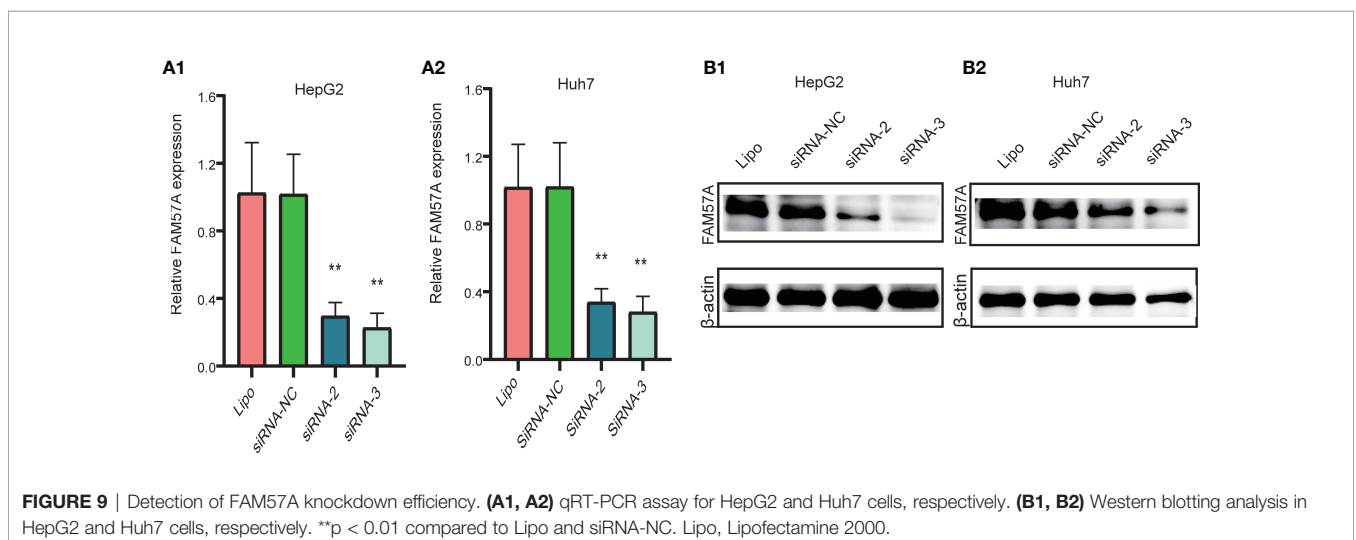 A1
HepG2
Relative FAM57A expression
1.6
1.2
0.8
0.4
0.0
**
**
Lipo
siRNA-NC
siRNA-2
siRNA-3
A2
Huh7
Relative FAM57A expression
1.6
1.2
0.8
0.4
0.0
**
**
Lipo
SiRNA-NC
SiRNA-2
SiRNA-3
B1
HepG2
Lipo
siRNA-NC
siRNA-2
siRNA-3
FAM57A
β-actin
B2
Huh7
Lipo
siRNA-NC
siRNA-2
siRNA-3
FAM57A
β-actin
FIGURE 9 | Detection of FAM57A knockdown efficiency. (A1, A2) qRT-PCR assay for HepG2 and Huh7 cells, respectively. (B1, B2) Western blotting analysis in
HepG2 and Huh7 cells, respectively. **p < 0.01 compared to Lipo and siRNA-NC. Lipo, Lipofectamine 2000.